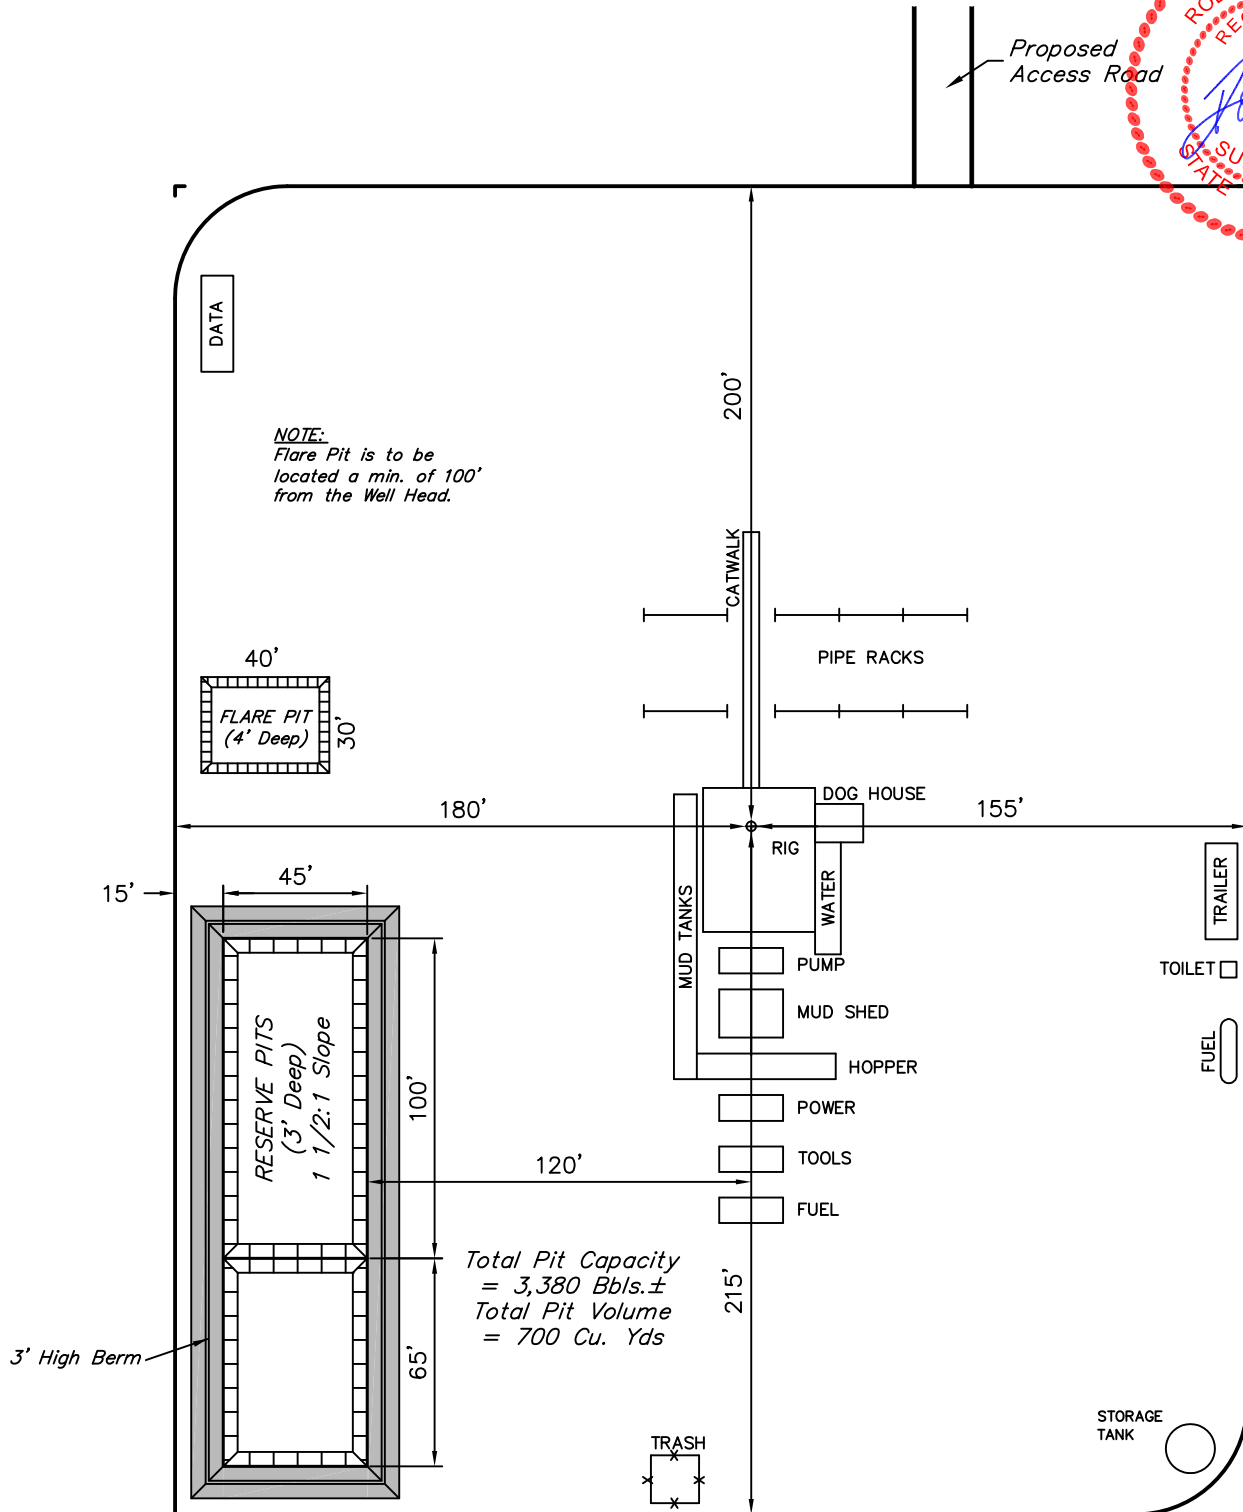 Proposed
Access Road
SU
STATE
DATA
200'
NOTE:
Flare Pit is to be
located a min. of 100'
from the Well Head.
CATWALK
PIPE RACKS
40'
FLARE PIT
(4' Deep)
30'
DOG HOUSE
180'
155'
RIG
15'
45'
MUD TANKS
WATER
TRAILER
PUMP
TOILET
MUD SHED
RESERVE PITS
(3' Deep)
1 1/2:1 Slope
100'
FUEL
HOPPER
POWER
TOOLS
120'
FUEL
Total Pit Capacity
= 3,380 Bbls.±
Total Pit Volume
= 700 Cu. Yds
215'
3' High Berm
65'
STORAGE
TANK
TRASH